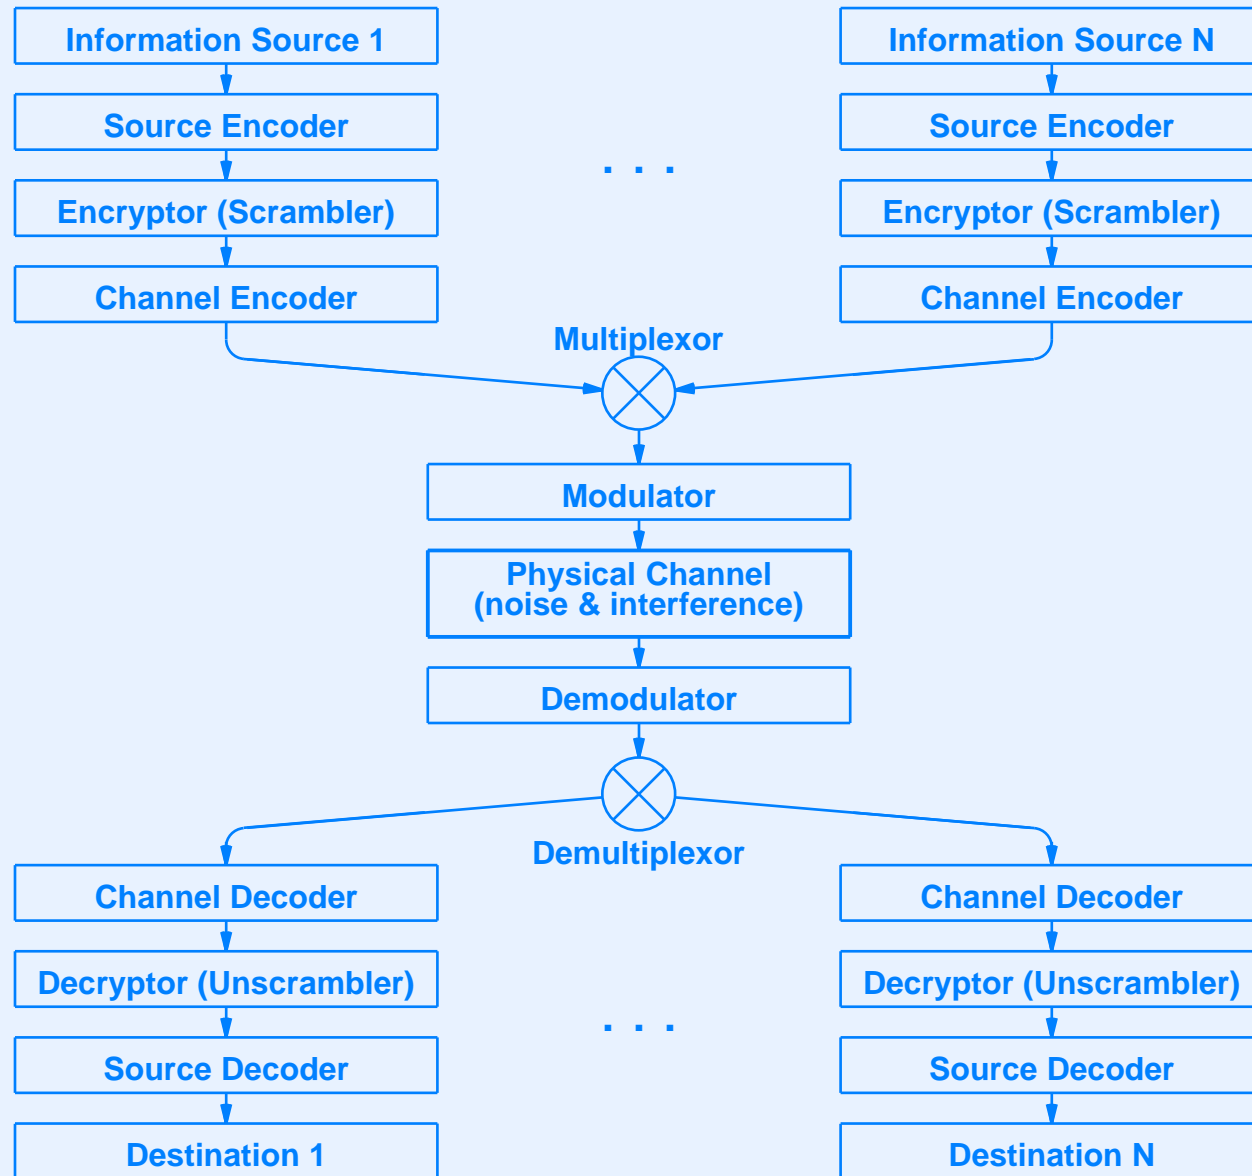 Information Source 1
Information Source N
Source Encoder
Source Encoder
. . .
Encryptor (Scrambler)
Encryptor (Scrambler)
Channel Encoder
Channel Encoder
Multiplexor
Modulator
Physical Channel
(noise & interference)
Demodulator
Demultiplexor
Channel Decoder
Channel Decoder
Decryptor (Unscrambler)
Decryptor (Unscrambler)
. . .
Source Decoder
Source Decoder
Destination 1
Destination N